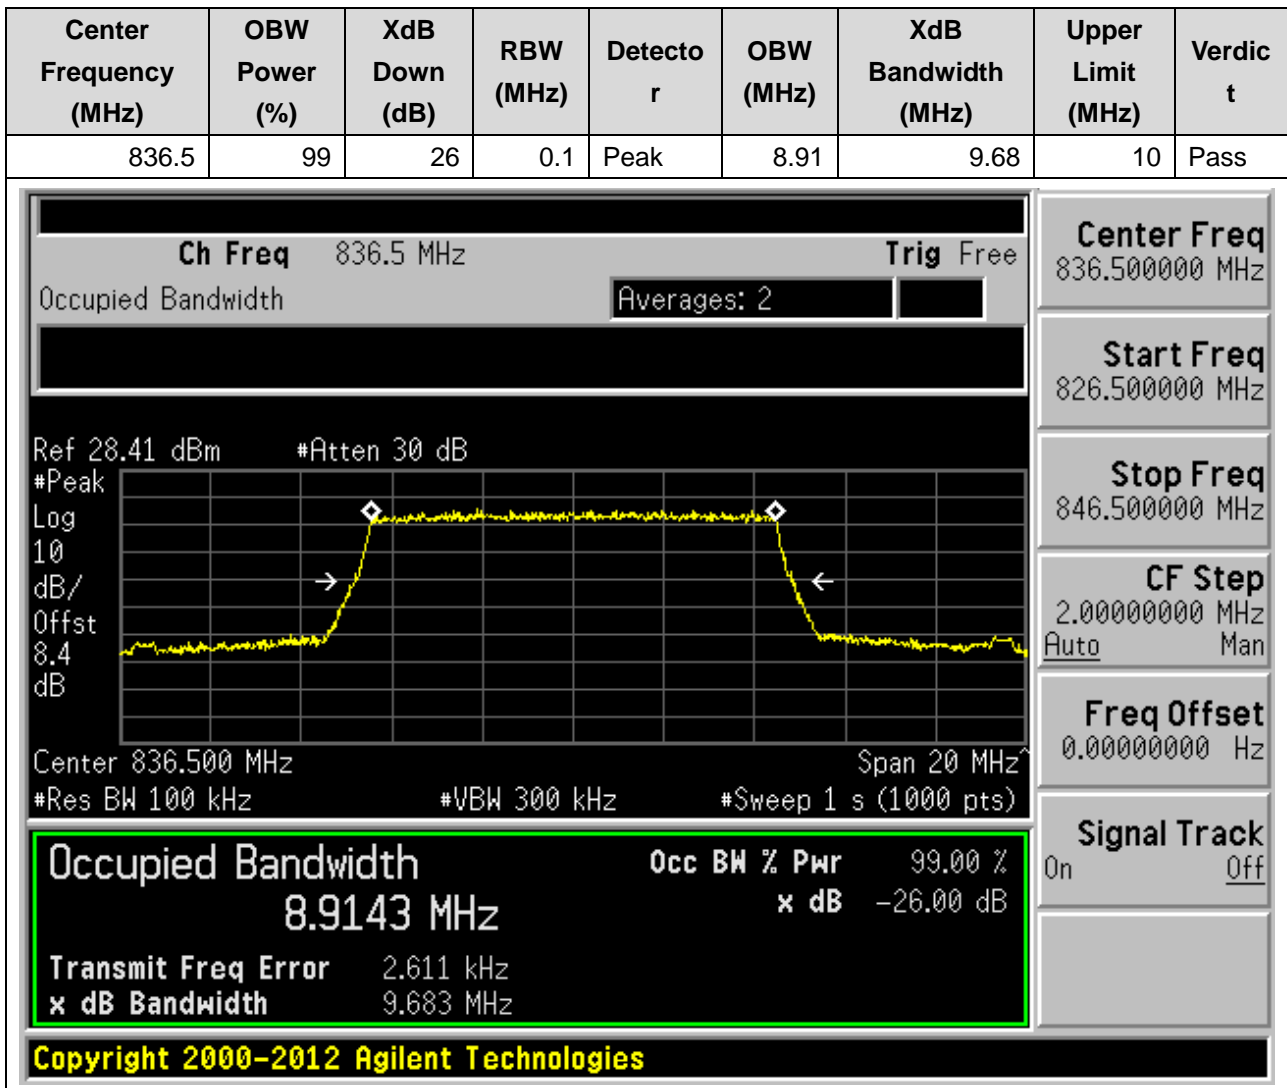 Center Frequency (MHz) OBW Power (%) XdB Down (dB) RBW (MHz) Detector OBW (MHz) XdB Bandwidth (MHz) Upper Limit (MHz) Verdict
836.5 99 26 0.1 Peak 8.91 9.68 10 Pass
Ch Freq 836.5 MHz Trig Free
Occupied Bandwidth Averages: 2
Ref 28.41 dBm #Atten 30 dB
#Peak
Log
10
dB/
Offst
8.4
dB
Center 836.500 MHz Span 20 MHz^
#Res BW 100 kHz #VBW 300 kHz #Sweep 1 s (1000 pts)
Occupied Bandwidth Occ BW % Pwr 99.00 %
8.9143 MHz x dB -26.00 dB
Transmit Freq Error 2.611 kHz
x dB Bandwidth 9.683 MHz
Center Freq
836.500000 MHz
Start Freq
826.500000 MHz
Stop Freq
846.500000 MHz
CF Step
2.00000000 MHz
Auto Man
Freq Offset
0.00000000 Hz
Signal Track
On Off
Copyright 2000-2012 Agilent Technologies